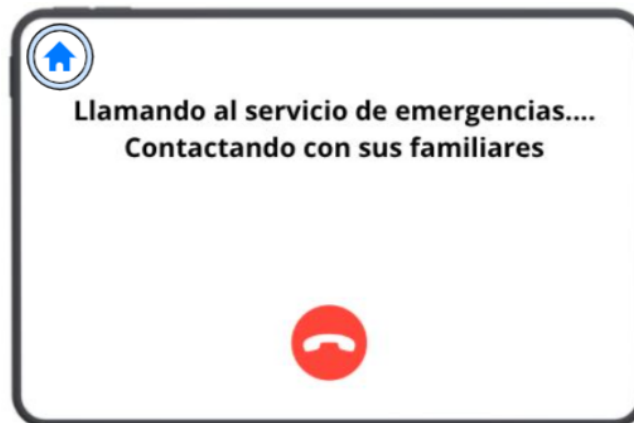 Llamando al servicio de emergencias....
Contactando con sus familiares